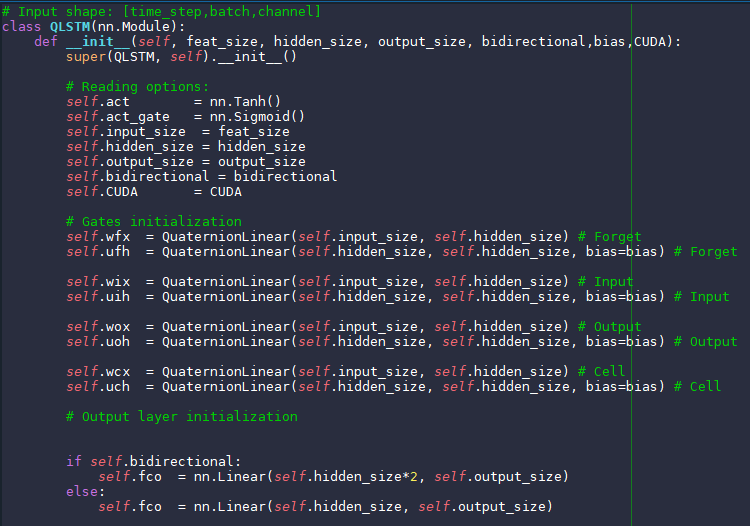 # Input shape: [time_step,batch,channel]
class QLSTM(nn.Module):
    def __init__(self, feat_size, hidden_size, output_size, bidirectional,bias,CUDA):
        super(QLSTM, self).__init__()

        # Reading options:
        self.act        = nn.Tanh()
        self.act_gate   = nn.Sigmoid()
        self.input_size  = feat_size
        self.hidden_size = hidden_size
        self.output_size = output_size
        self.bidirectional = bidirectional
        self.CUDA       = CUDA

        # Gates initialization
        self.wfx  = QuaternionLinear(self.input_size, self.hidden_size) # Forget
        self.ufh  = QuaternionLinear(self.hidden_size, self.hidden_size, bias=bias) # Forget

        self.wix  = QuaternionLinear(self.input_size, self.hidden_size) # Input
        self.uih  = QuaternionLinear(self.hidden_size, self.hidden_size, bias=bias) # Input

        self.wox  = QuaternionLinear(self.input_size, self.hidden_size) # Output
        self.uoh  = QuaternionLinear(self.hidden_size, self.hidden_size, bias=bias) # Output

        self.wcx  = QuaternionLinear(self.input_size, self.hidden_size) # Cell
        self.uch  = QuaternionLinear(self.hidden_size, self.hidden_size, bias=bias) # Cell

        # Output layer initialization


        if self.bidirectional:
            self.fco  = nn.Linear(self.hidden_size*2, self.output_size)
        else:
            self.fco  = nn.Linear(self.hidden_size, self.output_size)